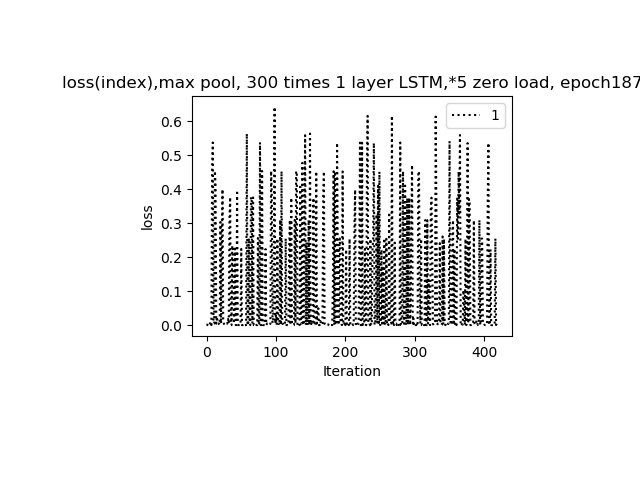 loss(index),max pool, 300 times 1 layer LSTM,*5 zero load, epoch187
1
0.6
0.5
0.4
0.3
0.2
0.1
0.0
loss
0 100 200 300 400
Iteration